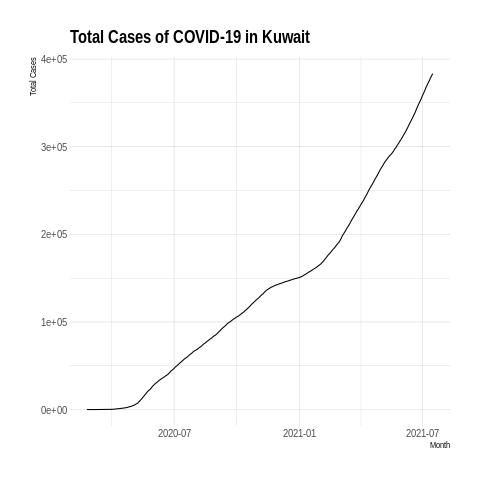 Total Cases of COVID-19 in Kuwait
Total Cases
4e+05
3e+05
2e+05
1e+05
0e+00
2020-07 2021-01 2021-07
Month